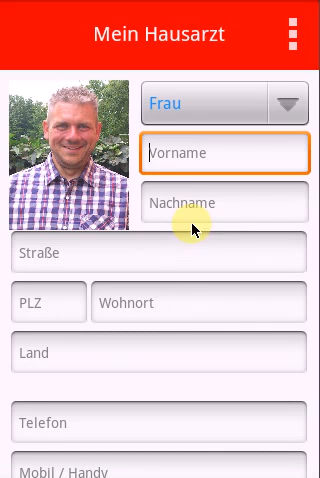 Mein Hausarzt
Frau
Vorname
Nachname
Straße
PLZ
Wohnort
Land
Telefon
Mobil / Handy